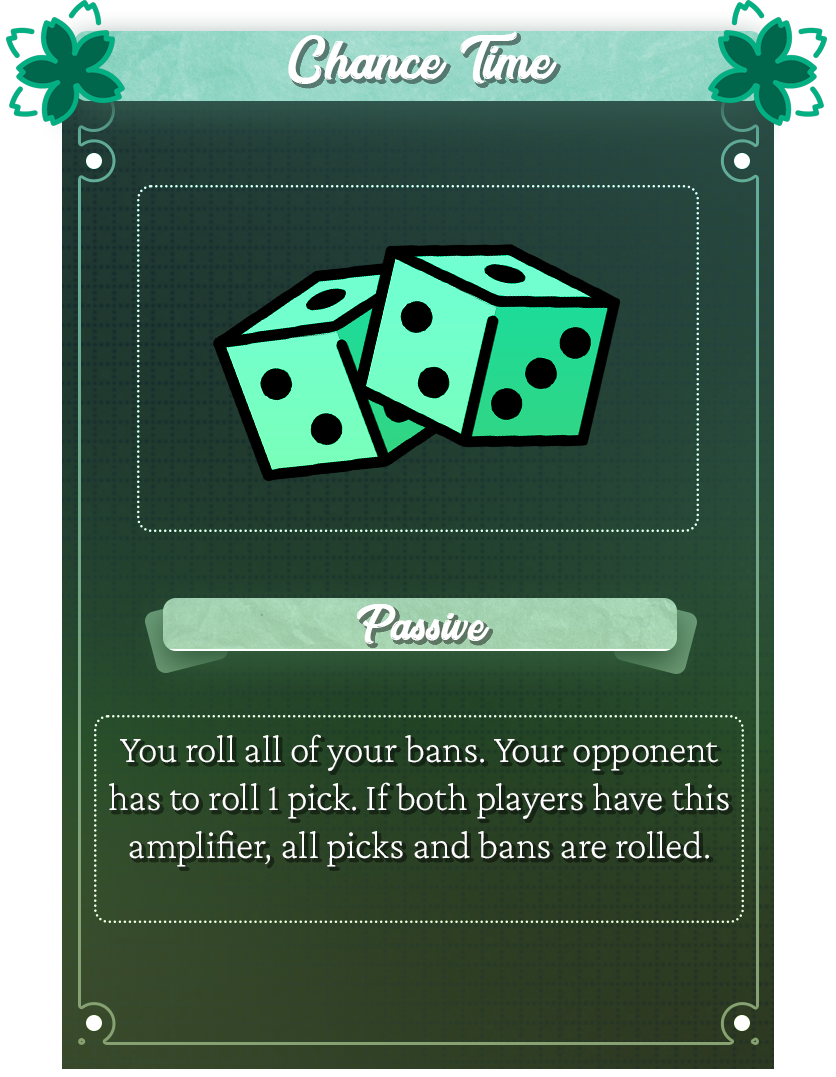 Chance Time
Passive
You roll all of your bans. Your opponent
has to roll 1 pick. If both players have this
amplifier, all picks and bans are rolled.